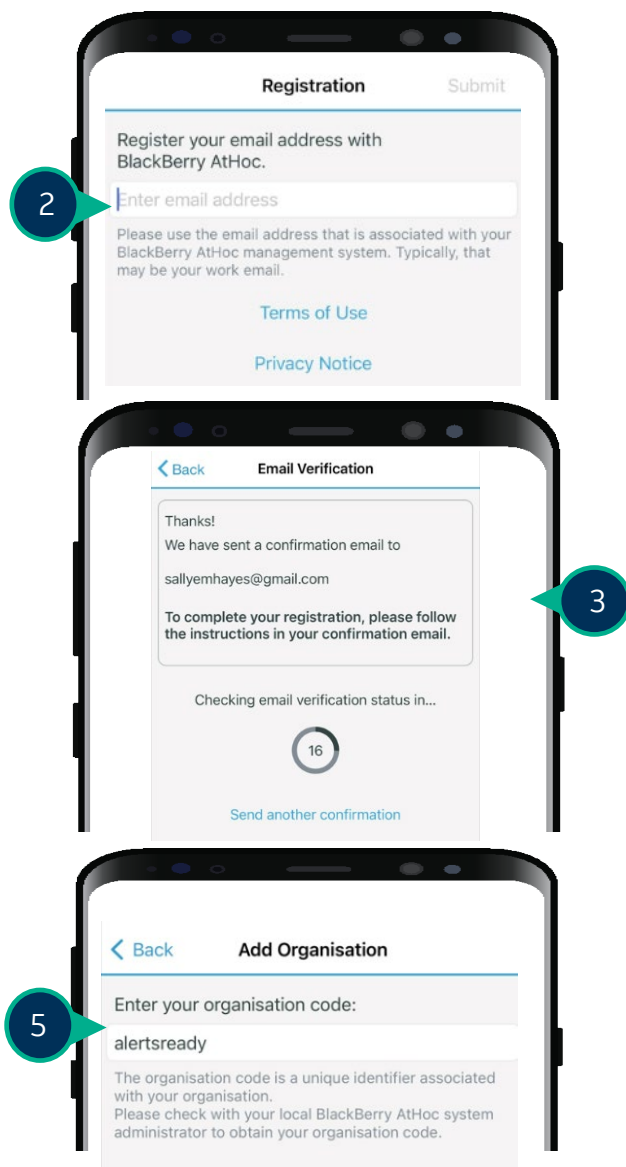 Registration
Submit
Register your email address with
BlackBerry AtHoc.
2
Enter email address
Please use the email address that is associated with your
BlackBerry AtHoc management system. Typically, that
may be your work email.
Terms of Use
Privacy Notice
Back
Email Verification
Thanks!
We have sent a confirmation email to
sallyemhayes@gmail.com
3
To complete your registration, please follow
the instructions in your confirmation email.
Checking email verification status in...
16
Send another confirmation
Back
Add Organisation
Enter your organisation code:
5
alertsready
The organisation code is a unique identifier associated
with your organisation.
Please check with your local BlackBerry AtHoc system
administrator to obtain your organisation code.